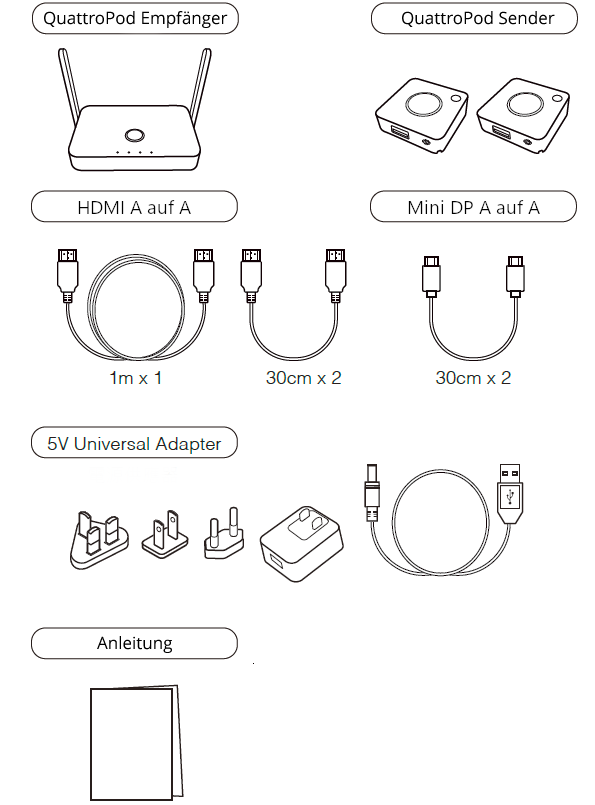 QuattroPod Empfänger
QuattroPod Sender
HDMI A auf A
Mini DP A auf A
1m x 1
30cm x 2
30cm x 2
5V Universal Adapter
Anleitung